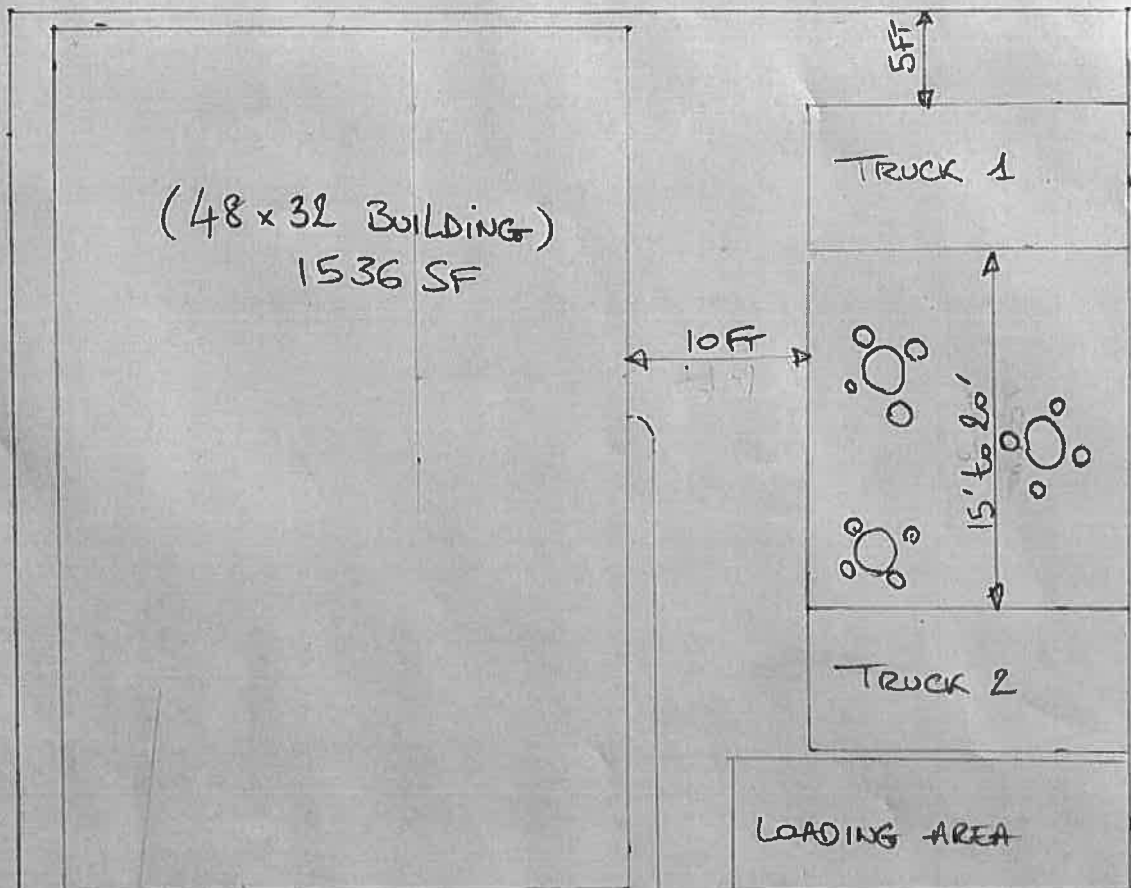 5FT
TRUCK 1
(48 x 32 BUILDING)
1536 SF
10FT
15' to 20'
TRUCK 2
LOADING AREA